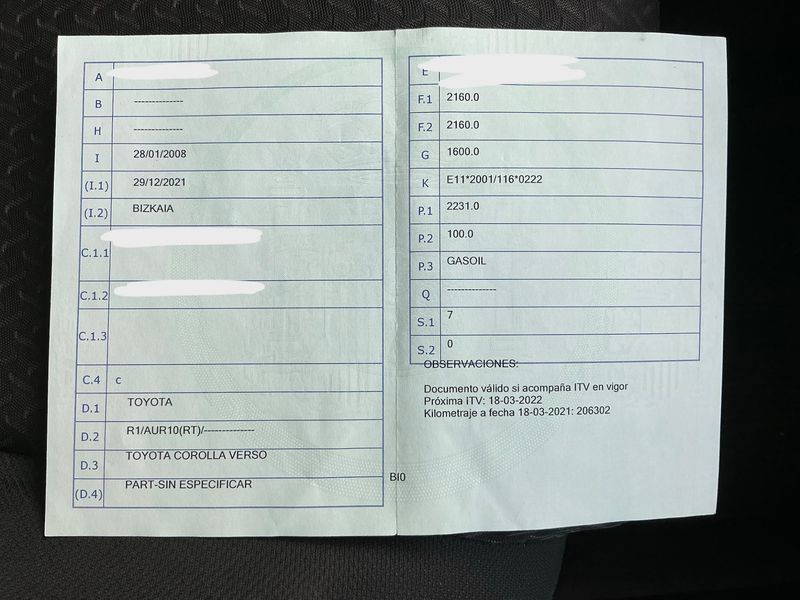 A
B -------------
H -------------
I 28/01/2008
(I.1) 29/12/2021
(I.2) BIZKAIA
C.1.1
C.1.2
C.1.3
C.4 c
D.1 TOYOTA
D.2 R1/AUR10(RT)/-------------
D.3 TOYOTA COROLLA VERSO
(D.4) PART-SIN ESPECIFICAR
BI0
E
F.1 2160.0
F.2 2160.0
G 1600.0
K E11*2001/116*0222
P.1 2231.0
P.2 100.0
P.3 GASOIL
Q -------------
S.1 7
S.2 0
OBSERVACIONES:
Documento válido si acompaña ITV en vigor
Próxima ITV: 18-03-2022
Kilometraje a fecha 18-03-2021: 206302